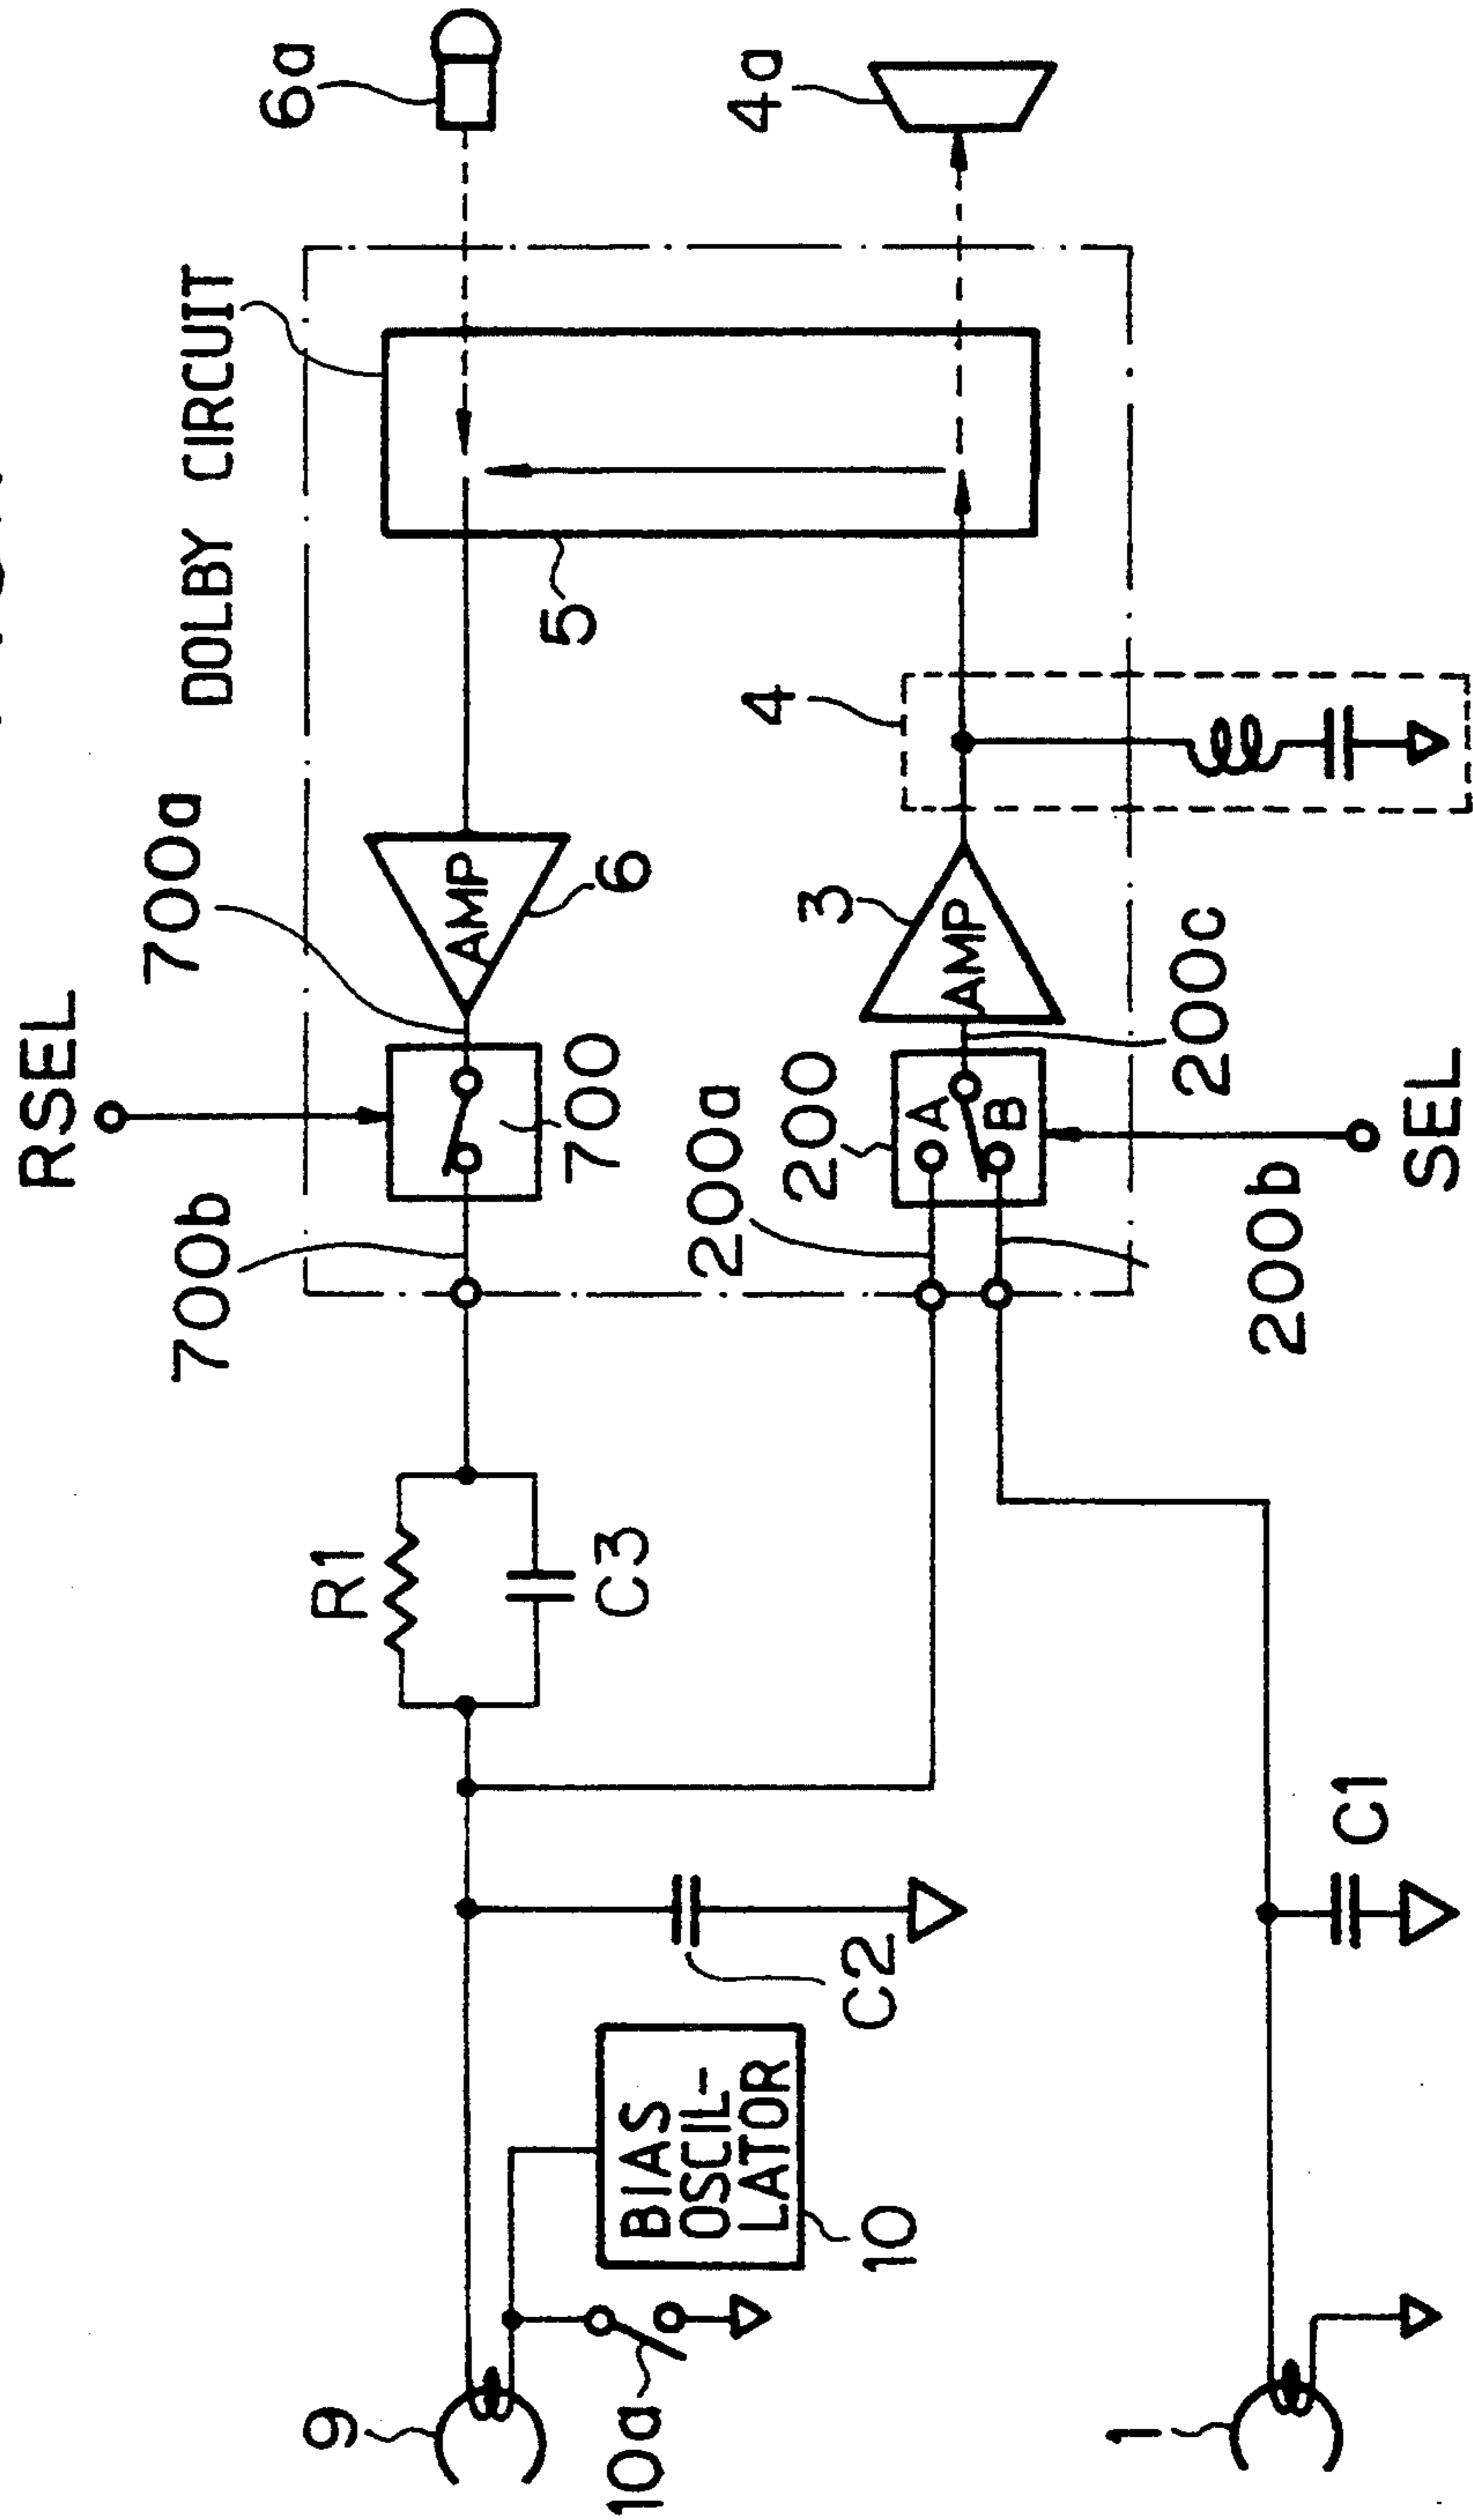 RSEL
700b
700a
DOLBY CIRCUIT
6a
R1
C3
700
AMP
6
5
4a
9
BIAS
OSCIL-
LATOR
10
10a
C2
200a
200
A
B
AMP
3
4
200c
1
C1
200b
SEL